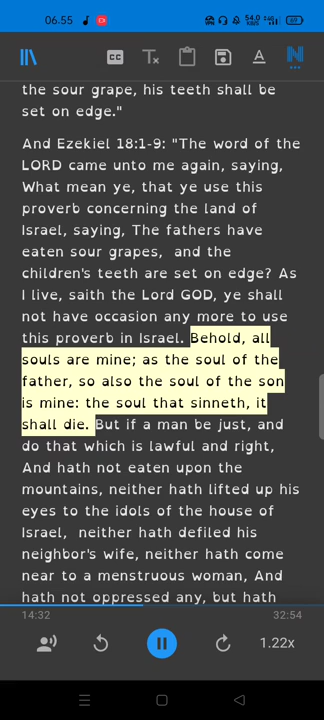 06.55
54.0
KB/s
69
CC
T
A
N
the sour grape, his teeth shall be
set on edge."
And Ezekiel 18:1-9: "The word of the
LORD came unto me again, saying,
What mean ye, that ye use this
proverb concerning the land of
Israel, saying, The fathers have
eaten sour grapes, and the
children's teeth are set on edge? As
I live, saith the Lord GOD, ye shall
not have occasion any more to use
this proverb in Israel. Behold, all
souls are mine; as the soul of the
father, so also the soul of the son
is mine: the soul that sinneth, it
shall die. But if a man be just, and
do that which is lawful and right,
And hath not eaten upon the
mountains, neither hath lifted up his
eyes to the idols of the house of
Israel, neither hath defiled his
neighbor's wife, neither hath come
near to a menstruous woman, And
hath not oppressed any, but hath
14:32
32:54
1.22x